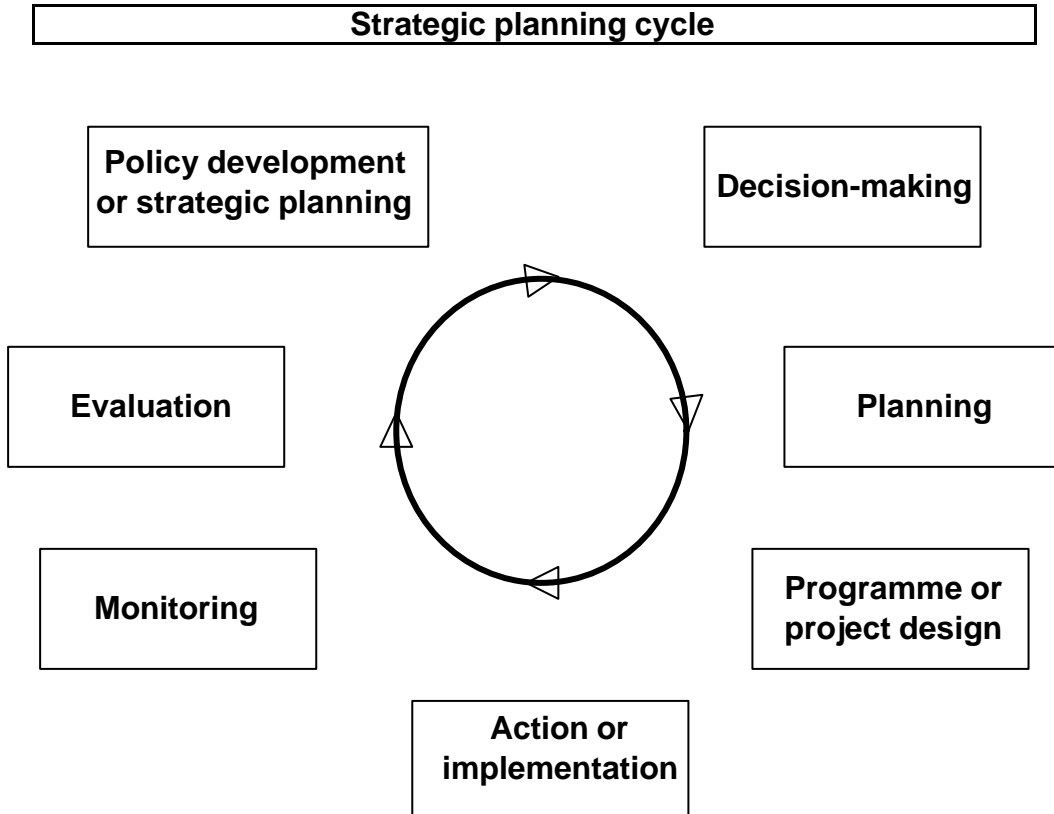 Strategic planning cycle
Policy development
or strategic planning
Decision-making
Evaluation
Planning
Monitoring
Programme or
project design
Action or
implementation